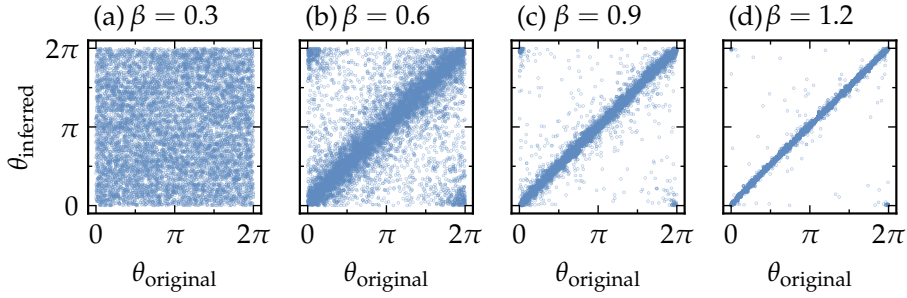 (a) β = 0.3 (b) β = 0.6 (c) β = 0.9 (d) β = 1.2
2π
π
0
θinferred
0 π 2π 0 π 2π 0 π 2π 0 π 2π
θoriginal θoriginal θoriginal θoriginal